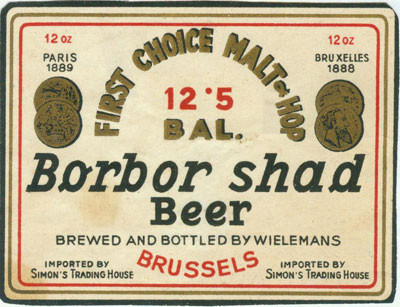 FIRST CHOICE MALT & HOP
12 oz
PARIS
1889
12 oz
BRUXELLES
1888
12°5
BAL.
Borbor shad
Beer
BREWED AND BOTTLED BY WIELEMANS
BRUSSELS
IMPORTED BY
SIMON'S TRADING HOUSE
IMPORTED BY
SIMON'S TRADING HOUSE